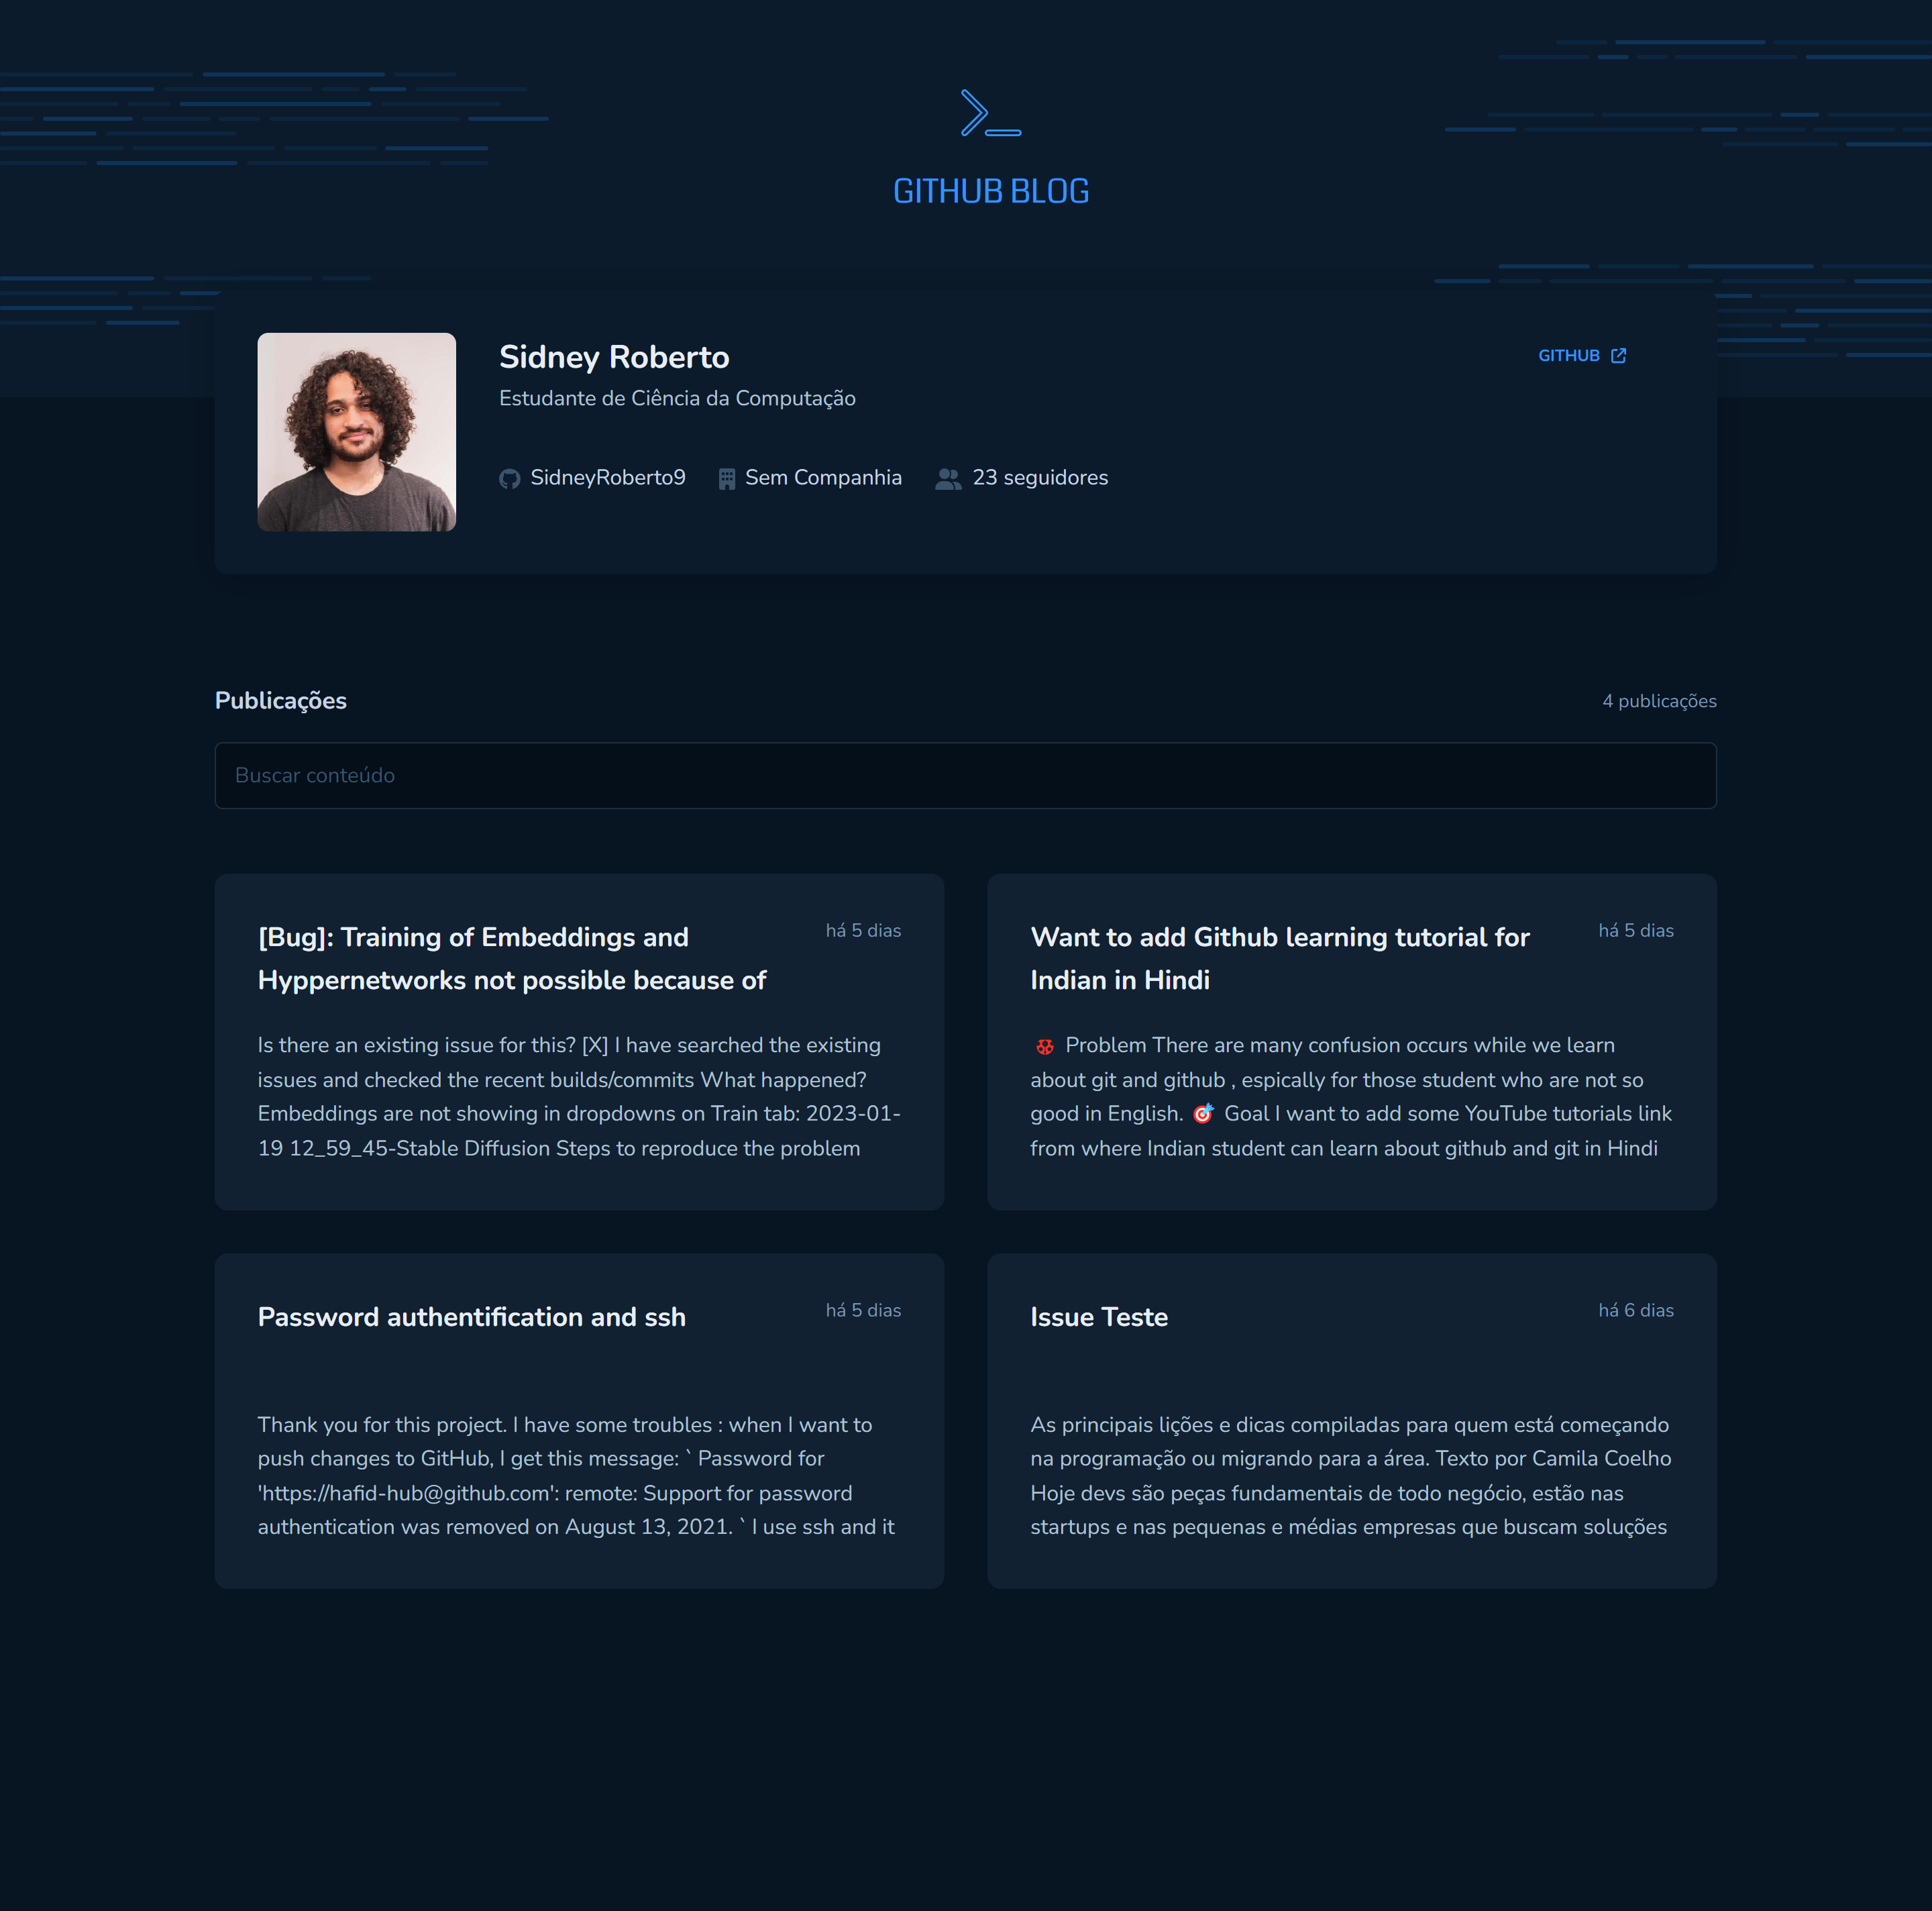 GITHUB BLOG
Sidney Roberto
GITHUB
Estudante de Ciência da Computação
SidneyRoberto9
Sem Companhia
23 seguidores
Publicações
4 publicações
Buscar conteúdo
[Bug]: Training of Embeddings and
Hyppernetworks not possible because of
há 5 dias
Is there an existing issue for this? [X] I have searched the existing
issues and checked the recent builds/commits What happened?
Embeddings are not showing in dropdowns on Train tab: 2023-01-
19 12_59_45-Stable Diffusion Steps to reproduce the problem
Want to add Github learning tutorial for
Indian in Hindi
há 5 dias
Problem There are many confusion occurs while we learn
about git and github , espically for those student who are not so
good in English. 🎯 Goal I want to add some YouTube tutorials link
from where Indian student can learn about github and git in Hindi
Password authentification and ssh
há 5 dias
Thank you for this project. I have some troubles : when I want to
push changes to GitHub, I get this message: ` Password for
'https://hafid-hub@github.com': remote: Support for password
authentication was removed on August 13, 2021. ` I use ssh and it
Issue Teste
há 6 dias
As principais lições e dicas compiladas para quem está começando
na programação ou migrando para a área. Texto por Camila Coelho
Hoje devs são peças fundamentais de todo negócio, estão nas
startups e nas pequenas e médias empresas que buscam soluções